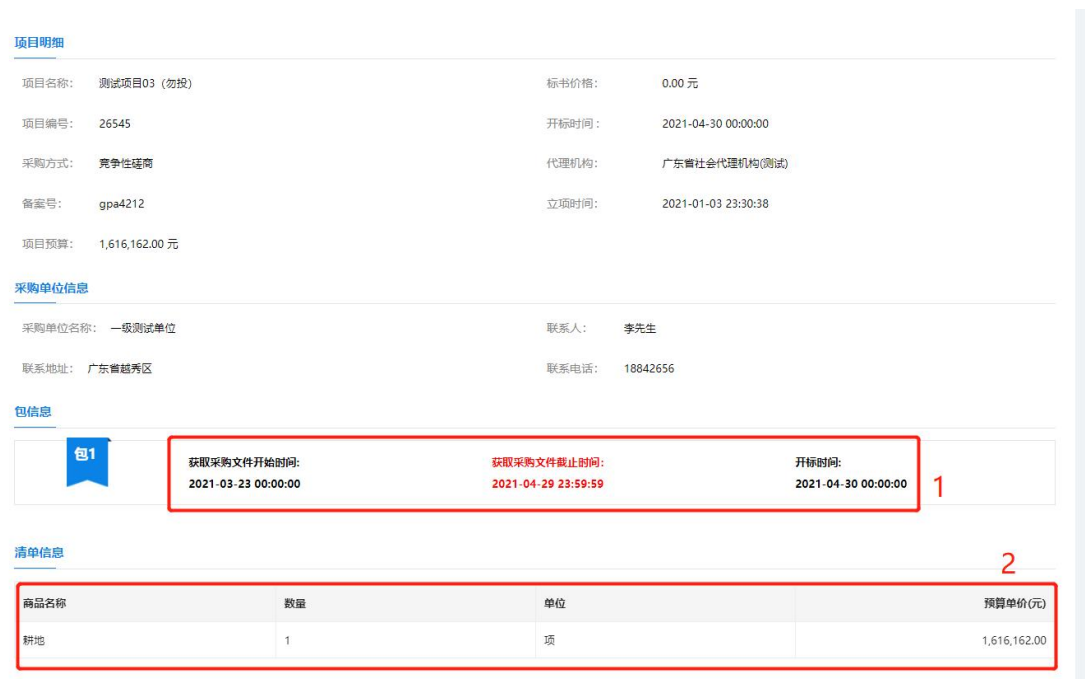 项目明细
项目名称： 测试项目03（勿投） 标书价格： 0.00 元
项目编号： 26545 开标时间： 2021-04-30 00:00:00
采购方式： 竞争性磋商 代理机构： 广东省社会代理机构(测试)
备案号： gpa4212 立项时间： 2021-01-03 23:30:38
项目预算： 1,616,162.00 元
采购单位信息
采购单位名称： 一级测试单位 联系人： 李先生
联系地址： 广东省越秀区 联系电话： 18842656
包信息
包1
获取采购文件开始时间: 获取采购文件截止时间: 开标时间:
2021-03-23 00:00:00 2021-04-29 23:59:59 2021-04-30 00:00:00
1
清单信息
2
商品名称 数量 单位 预算单价(元)
耕地 1 项 1,616,162.00